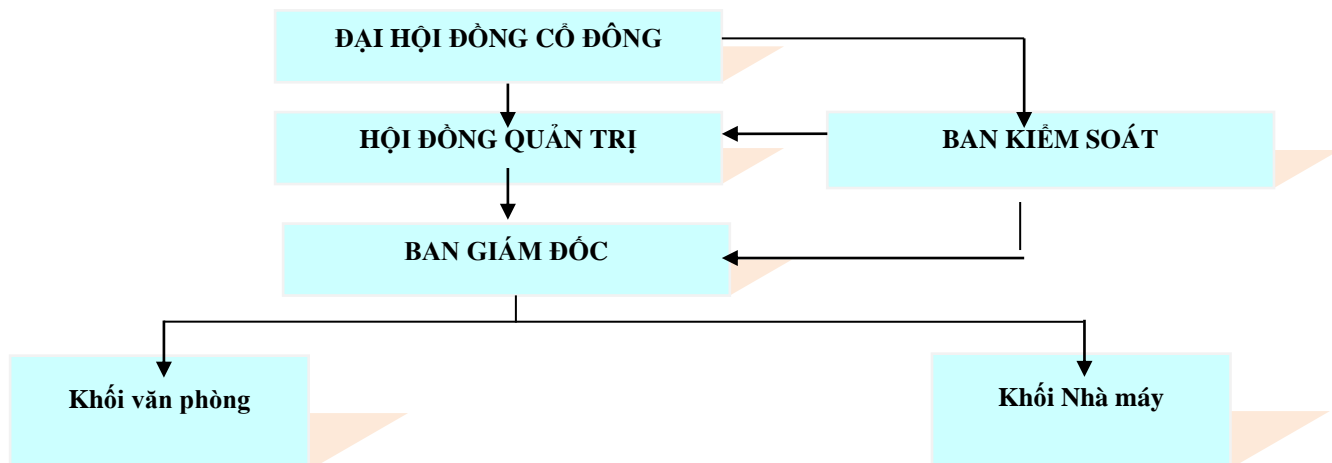 ĐẠI HỘI ĐỒNG CỔ ĐÔNG
HỘI ĐỒNG QUẢN TRỊ
BAN KIỂM SOÁT
BAN GIÁM ĐỐC
Khối văn phòng
Khối Nhà máy